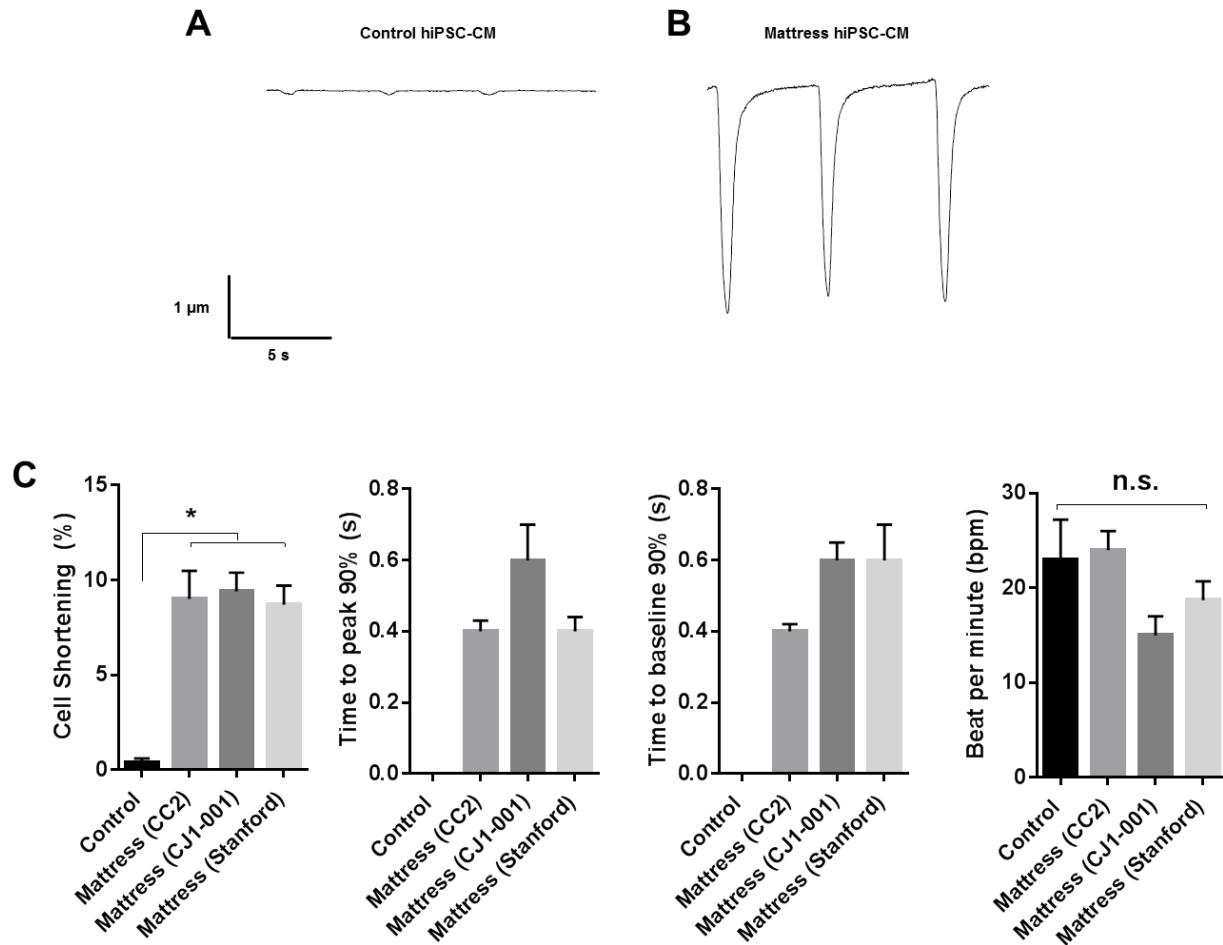 A
Control hiPSC-CM
B
Mattress hiPSC-CM
1 μm
5 s
C
Cell Shortening (%)
15
10
5
0
*
Control
Mattress (CC2)
Mattress (CJ1-001)
Mattress (Stanford)
Time to peak 90% (s)
0.8
0.6
0.4
0.2
0.0
Control
Mattress (CC2)
Mattress (CJ1-001)
Mattress (Stanford)
Time to baseline 90% (s)
0.8
0.6
0.4
0.2
0.0
Control
Mattress (CC2)
Mattress (CJ1-001)
Mattress (Stanford)
Beat per minute (bpm)
30
20
10
0
n.s.
Control
Mattress (CC2)
Mattress (CJ1-001)
Mattress (Stanford)